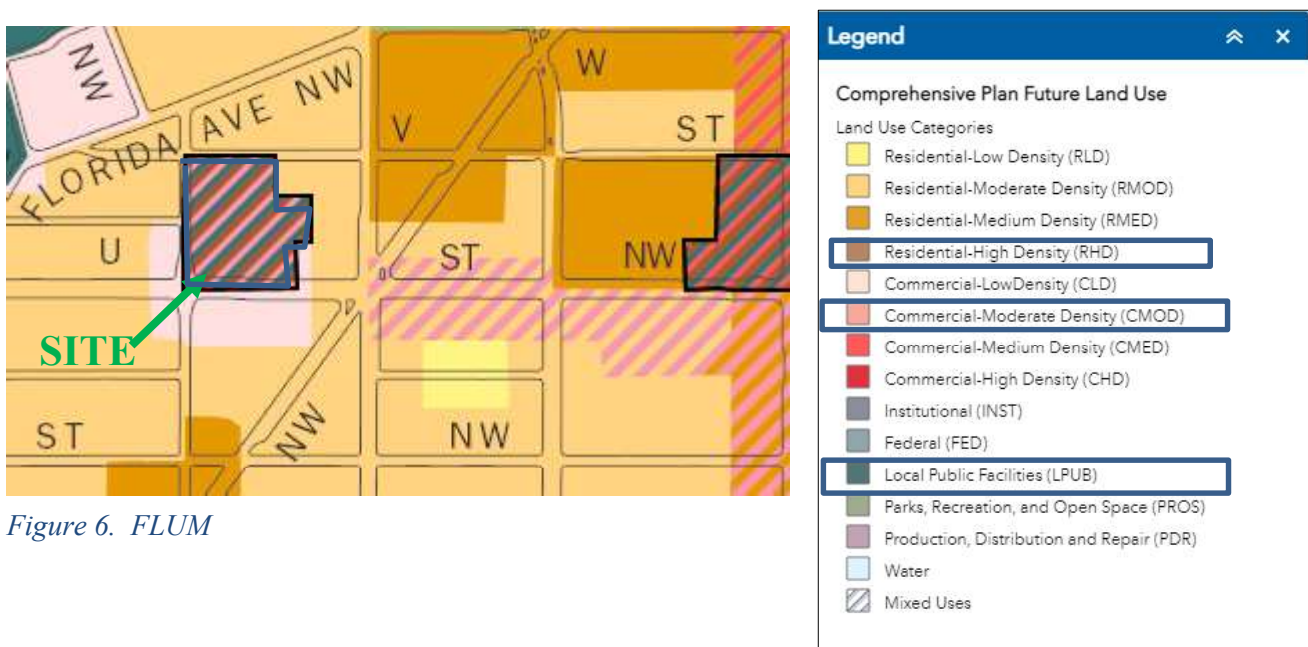 NW
FLORIDA AVE NW
V
W
ST
U
ST
NW
SITE
ST
NW
NW
Figure 6. FLUM
Legend
Comprehensive Plan Future Land Use
Land Use Categories
Residential-Low Density (RLD)
Residential-Moderate Density (RMOD)
Residential-Medium Density (RMED)
Residential-High Density (RHD)
Commercial-LowDensity (CLD)
Commercial-Moderate Density (CMOD)
Commercial-Medium Density (CMED)
Commercial-High Density (CHD)
Institutional (INST)
Federal (FED)
Local Public Facilities (LPUB)
Parks, Recreation, and Open Space (PROS)
Production, Distribution and Repair (PDR)
Water
Mixed Uses